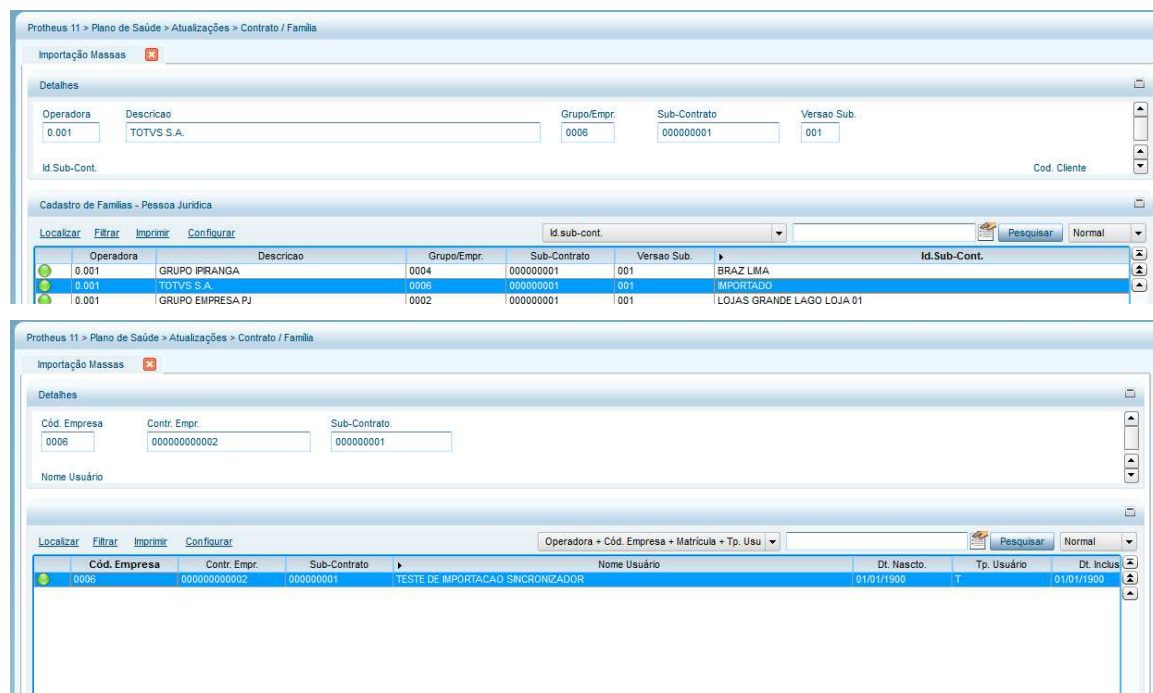 Protheus 11 > Plano de Saúde > Atualizações > Contrato / Família
Importação Massas
Detalhes
Operadora Descricao Grupo/Empr. Sub-Contrato Versao Sub.
0.001 TOTVS S.A. 0006 000000001 001
Id.Sub-Cont. Cod. Cliente
Cadastro de Familias - Pessoa Juridica
Localizar Filtrar Imprimir Configurar Id.sub-cont. Pesquisar Normal
Operadora Descricao Grupo/Empr. Sub-Contrato Versao Sub. Id.Sub-Cont.
0.001 GRUPO IPIRANGA 0004 000000001 001 BRAZ LIMA
0.001 TOTVS S.A. 0006 000000001 001 IMPORTADO
0.001 GRUPO EMPRESA PJ 0002 000000001 001 LOJAS GRANDE LAGO LOJA 01
Protheus 11 > Plano de Saúde > Atualizações > Contrato / Família
Importação Massas
Detalhes
Cód. Empresa Contr. Empr. Sub-Contrato
0006 000000000002 000000001
Nome Usuário
Localizar Filtrar Imprimir Configurar Operadora + Cód. Empresa + Matrícula + Tp. Usu Pesquisar Normal
Cód. Empresa Contr. Empr. Sub-Contrato Nome Usuário Dt. Nascto. Tp. Usuário Dt. Inclus
0006 000000000002 000000001 TESTE DE IMPORTACAO SINCRONIZADOR 01/01/1900 T 01/01/1900